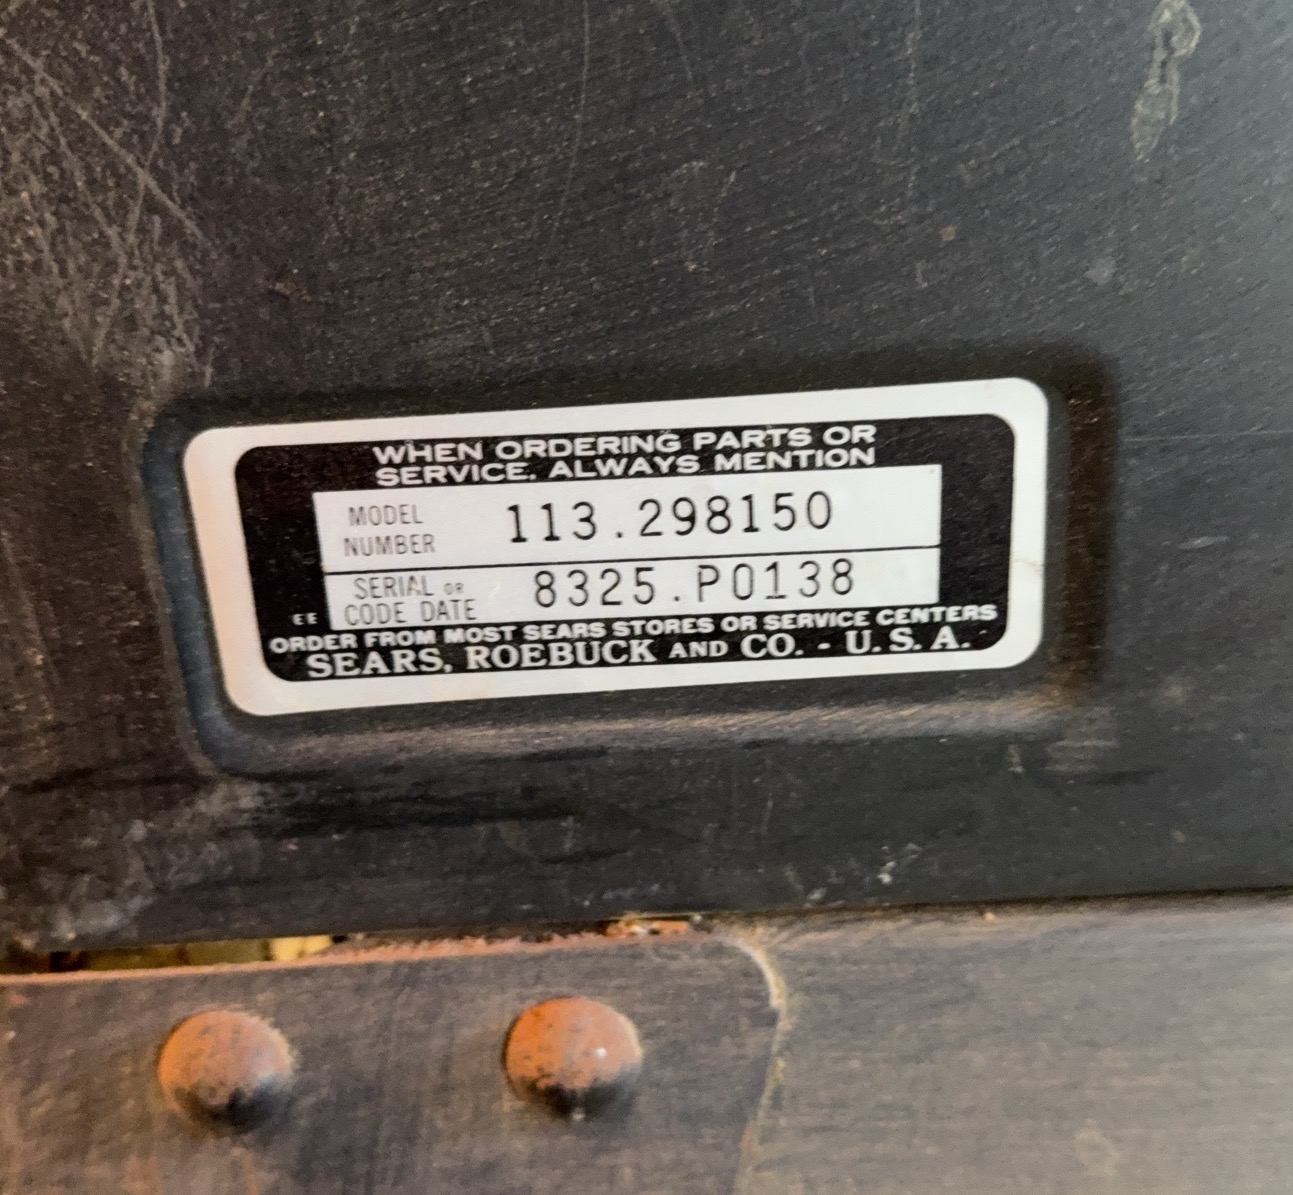 WHEN ORDERING PARTS OR
SERVICE, ALWAYS MENTION
MODEL
NUMBER
113.298150
SERIAL OR
CODE DATE
8325.P0138
EE
ORDER FROM MOST SEARS STORES OR SERVICE CENTERS
SEARS, ROEBUCK AND CO. - U.S.A.